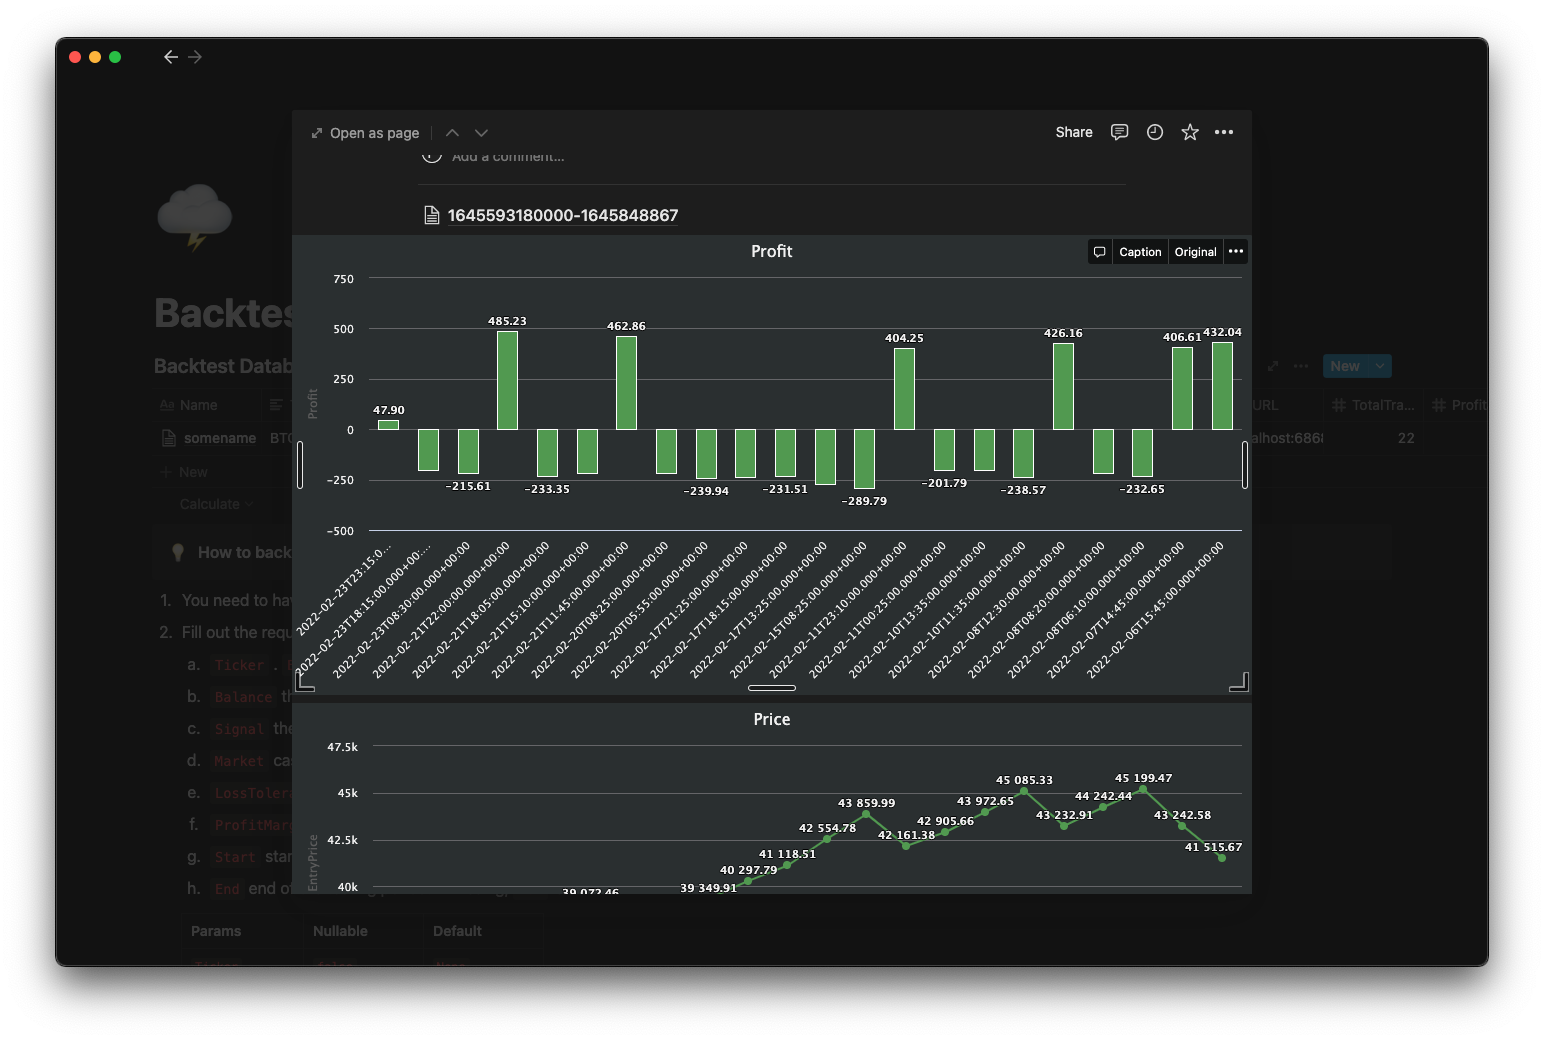 Open as page
Share
Add a comment...
1645593180000-1645848867
Profit
Caption
Original
750
500
250
0
−250
−500
Profit
47.90
485.23
462.86
404.25
426.16
406.61
432.04
−215.61
−233.35
−239.94
−231.51
−289.79
−201.79
−238.57
−232.65
2022-02-23T23:15:0...
2022-02-23T18:15:00.000+00:...
2022-02-23T08:30:00.000+00:00
2022-02-21T22:00:00.000+00:00
2022-02-21T18:05:00.000+00:00
2022-02-21T15:10:00.000+00:00
2022-02-21T11:45:00.000+00:00
2022-02-20T08:25:00.000+00:00
2022-02-20T05:55:00.000+00:00
2022-02-17T21:25:00.000+00:00
2022-02-17T18:15:00.000+00:00
2022-02-17T13:25:00.000+00:00
2022-02-15T08:25:00.000+00:00
2022-02-11T23:10:00.000+00:00
2022-02-11T00:25:00.000+00:00
2022-02-10T13:35:00.000+00:00
2022-02-10T11:35:00.000+00:00
2022-02-08T12:30:00.000+00:00
2022-02-08T08:20:00.000+00:00
2022-02-08T06:10:00.000+00:00
2022-02-07T14:45:00.000+00:00
2022-02-06T15:45:00.000+00:00
Price
47.5k
45k
42.5k
40k
EntryPrice
39 072.46
39 349.91
40 297.79
41 118.51
42 554.78
43 859.99
42 161.38
42 905.66
43 972.65
45 085.33
43 232.91
44 242.44
45 199.47
43 242.58
41 515.67
Backtes
Backtest Datab
New
Aa Name
URL
TotalTra...
Profit
somename
BTC
alhost:6868
22
New
Calculate
How to back
1. You need to hav
2. Fill out the requ
a. Ticker .
b. Balance th
c. Signal the
d. Market ca
e. LossTolera
f. ProfitMar
g. Start star
h. End end of
Params
Nullable
Default